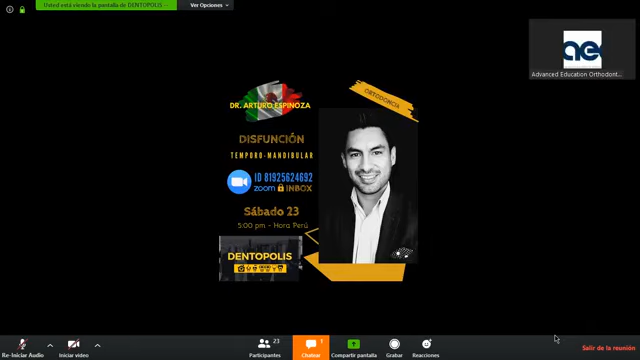 Usted está viendo la pantalla de DENTOPOLIS
Ver Opciones
Advanced Education Orthodont...
ORTODONCIA
DR. ARTURO ESPINOZA
DISFUNCIÓN
TEMPORO-MANDIBULAR
ID 81925624692
zoom INBOX
Sábado 23
5:00 pm - Hora Perú
DENTOPOLIS
Re-Iniciar Audio
Iniciar video
23
Participantes
1
Chatear
Compartir pantalla
Grabar
Reacciones
Salir de la reunión